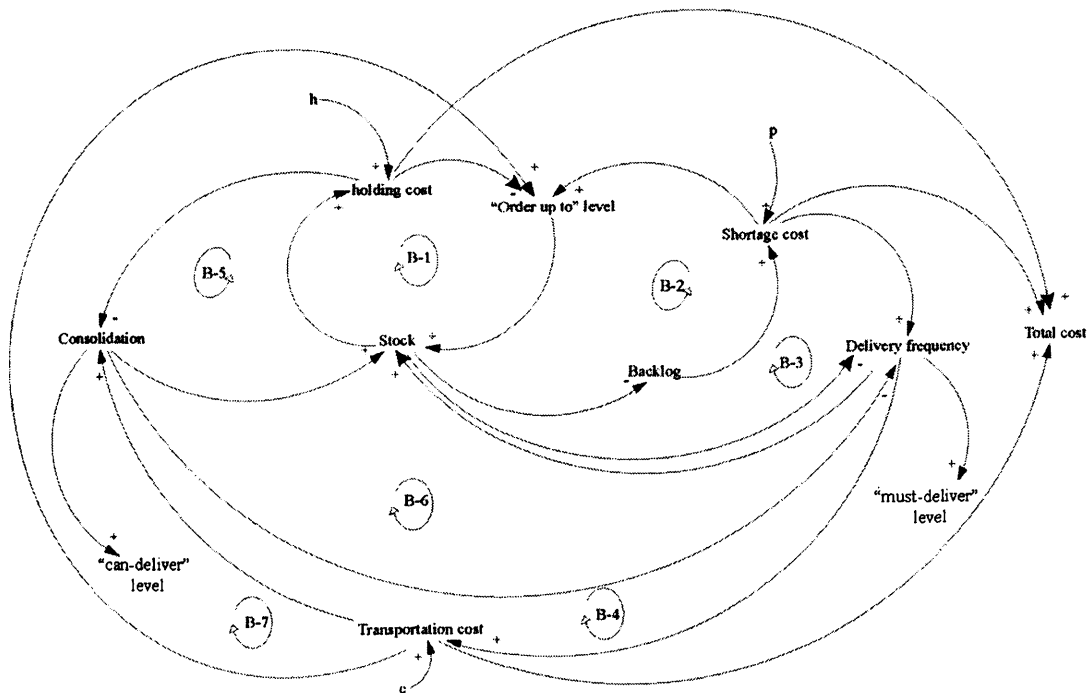 h
p
holding cost
"Order up to" level
Shortage cost
B-1
B-5
B-2
Consolidation
Stock
Delivery frequency
Total cost
Backlog
B-3
B-6
"must-deliver"
level
"can-deliver"
level
B-7
B-4
Transportation cost
c
+
+
-
+
+
+
+
+
+
+
+
+
-
+
+
+
+
-
-
-
+
+
+
+
+